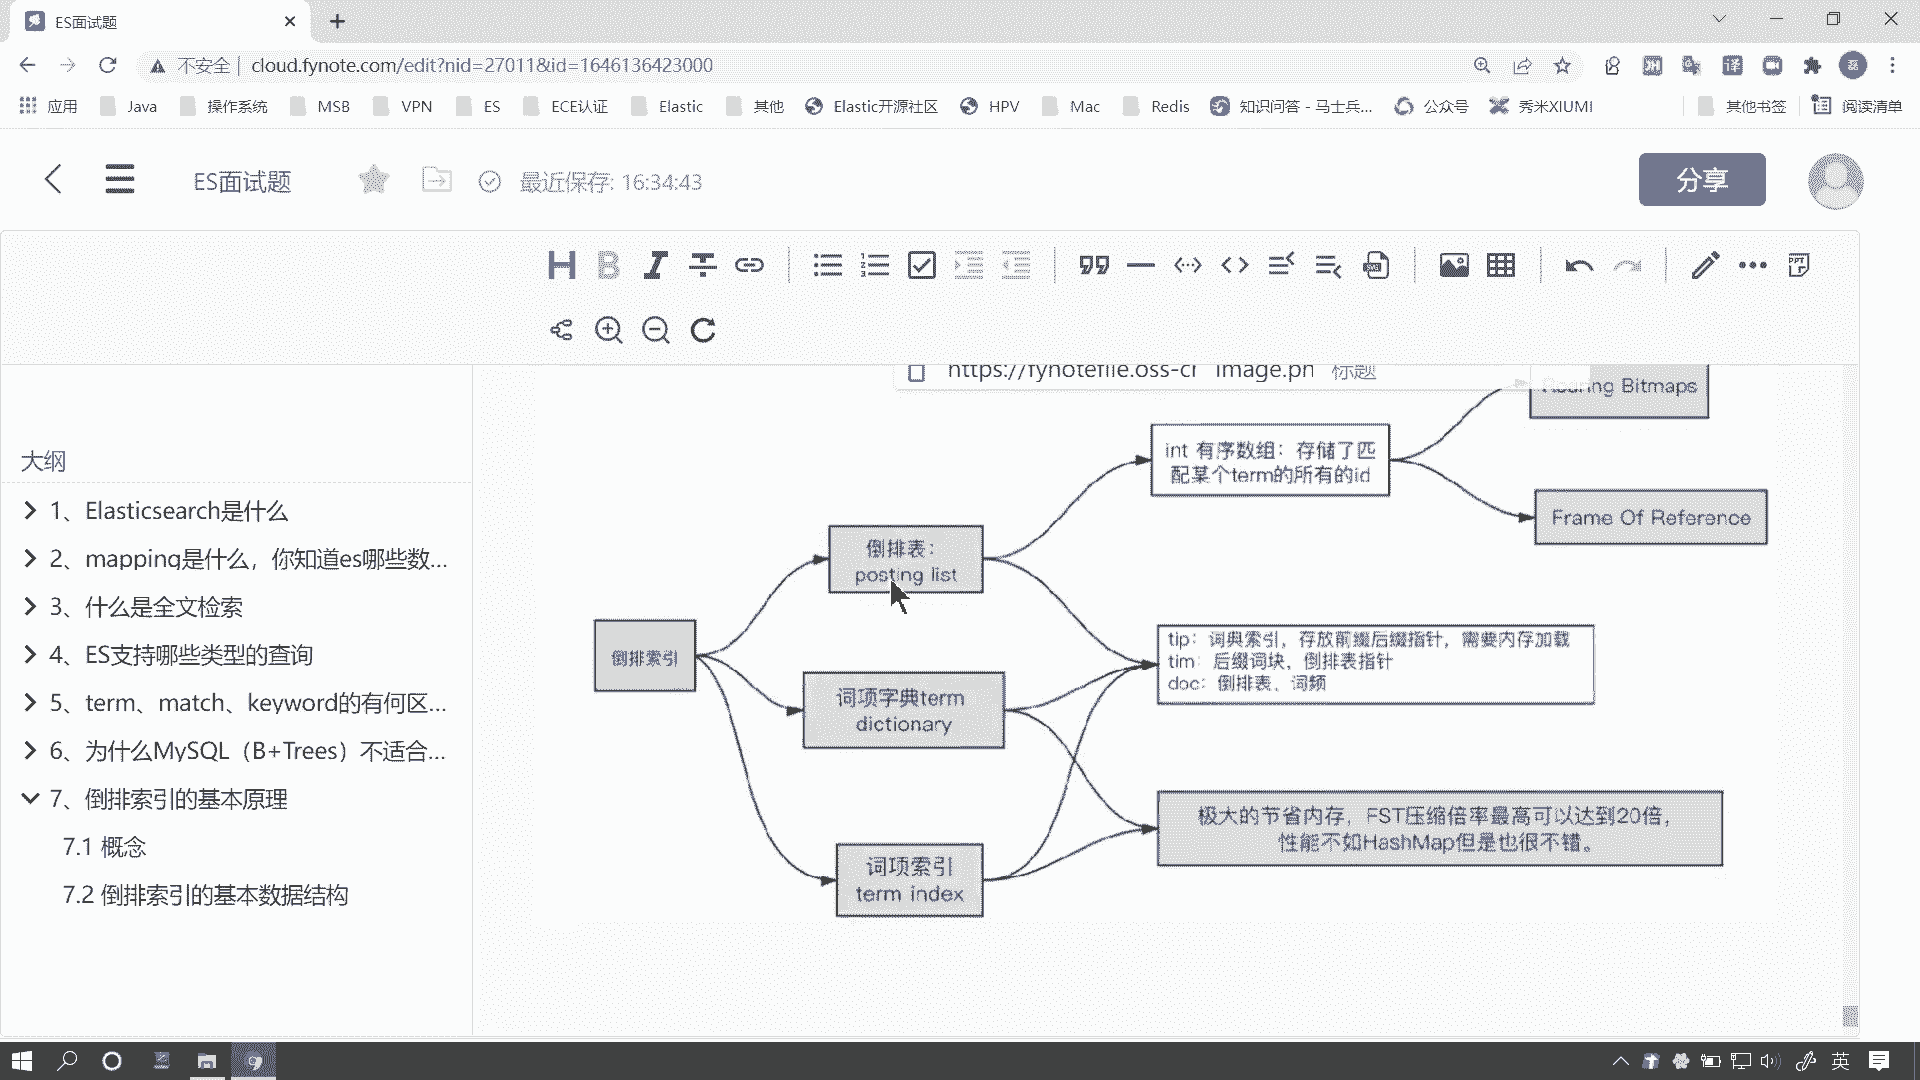 ES面试题
不安全 | cloud.fynote.com/edit?nid=27011&id=1646136423000
应用 Java 操作系统 MSB VPN ES ECE认证 Elastic 其他 Elastic开源社区 HPV Mac Redis 知识问答 - 马士兵... 公众号 秀米XIUMI 其他书签 阅读清单
ES面试题 最近保存: 16:34:43 分享
大纲
1、Elasticsearch是什么
2、mapping是什么，你知道es哪些数...
3、什么是全文检索
4、ES支持哪些类型的查询
5、term、match、keyword的有何区...
6、为什么MySQL（B+Trees）不适合...
7、倒排索引的基本原理
7.1 概念
7.2 倒排索引的基本数据结构
https://fynotefile.oss-cr image.pn 标题
Bitmaps
int 有序数组：存储了匹
配某个term的所有的id
Frame Of Reference
倒排表：
posting list
倒排索引
tip：词典索引，存放前缀后缀指针，需要内存加载
tim：后缀词块、倒排表指针
doc：倒排表、词频
词项字典term
dictionary
极大的节省内存，FST压缩倍率最高可以达到20倍，
性能不如HashMap但是也很不错。
词项索引
term index
英